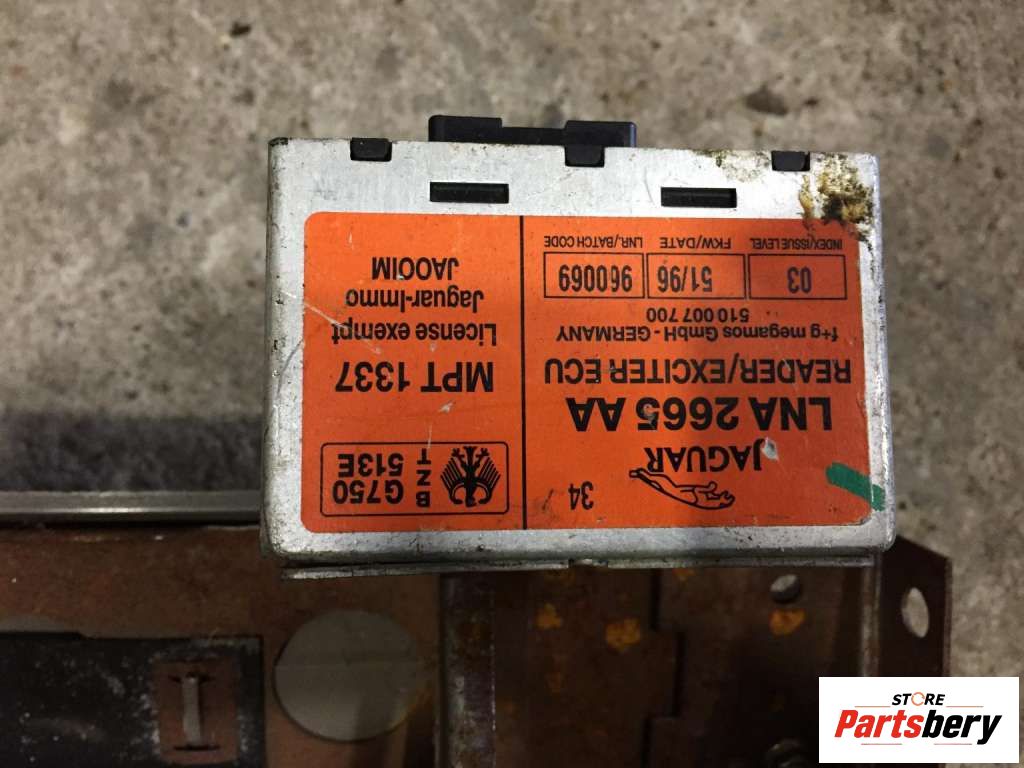 34
JAGUAR
LNA 2665 AA
READER/EXCITER ECU
f+g megamos GmbH - GERMANY
510 007 700
03
51/96
960069
INDEX/ISSUE LEVEL
FKW/DATE
LNR./BATCH CODE
B
Z
T
G750
513E
MPT 1337
License exempt
Jaguar-Immo
JAOOIM
STORE
Partsbery